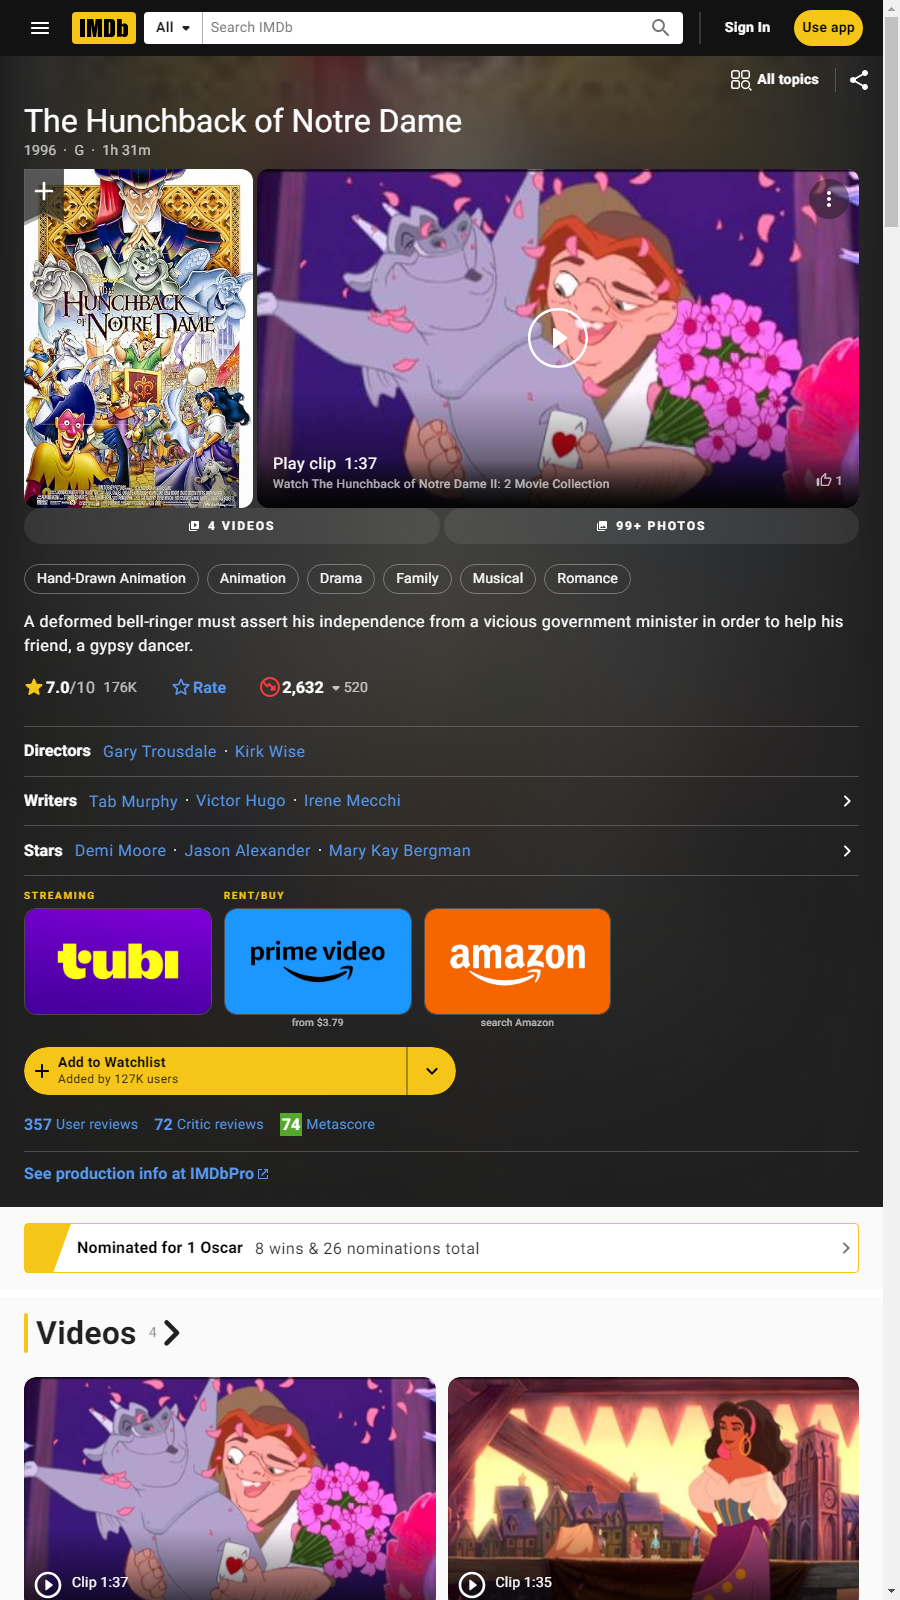 IMDb
All
Search IMDb
Sign In
Use app
All topics
The Hunchback of Notre Dame
1996 · G · 1h 31m
THE
HUNCHBACK
OF NOTRE DAME
Play clip 1:37
Watch The Hunchback of Notre Dame II: 2 Movie Collection
1
4 VIDEOS
99+ PHOTOS
Hand-Drawn Animation
Animation
Drama
Family
Musical
Romance
A deformed bell-ringer must assert his independence from a vicious government minister in order to help his
friend, a gypsy dancer.
7.0/10 176K
Rate
2,632
520
Directors Gary Trousdale · Kirk Wise
Writers Tab Murphy · Victor Hugo · Irene Mecchi
Stars Demi Moore · Jason Alexander · Mary Kay Bergman
STREAMING
RENT/BUY
tubi
prime video
amazon
from $3.79
search Amazon
Add to Watchlist
Added by 127K users
357 User reviews
72 Critic reviews
74 Metascore
See production info at IMDbPro
Nominated for 1 Oscar 8 wins & 26 nominations total
Videos 4
Clip 1:37
Clip 1:35